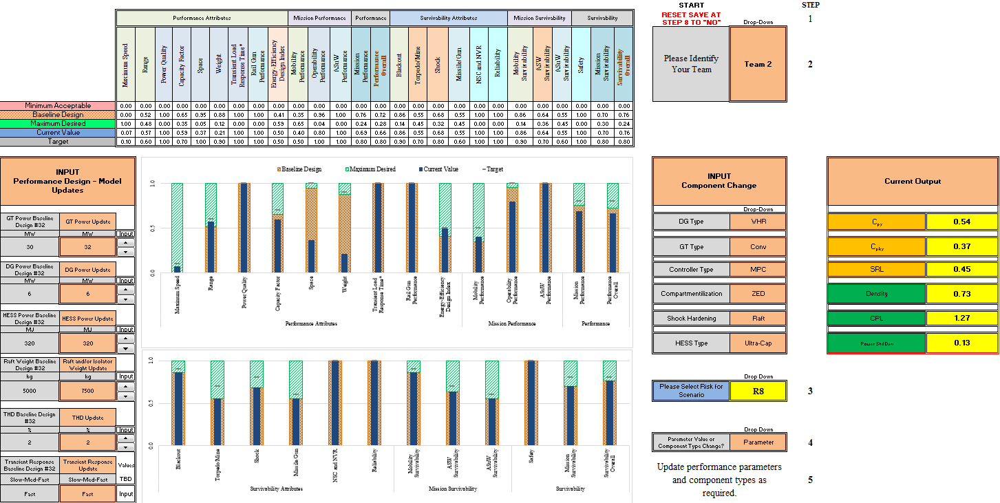 START
STEP
RESET SAVE AT
STEP 8 TO "NO"
Drop-Down
1
Please Identify
Your Team
Team 2
2
Performance Attributes
Mission Performance
Performance
Survivability Attributes
Mission Survivability
Survivability
Maximum Speed
Range
Power Quality
Capacity Factor
Space
Weight
Transient Load
Response Time*
Rail Gun
Performance
Energy-Efficiency
Design Index
Mobility
Performance
Operability
Performance
ASuW
Performance
Mission
Performance
Performance
Overall
Blackout
Torpedo/Mine
Shock
Missile/Gun
NSC and NVR
Reliability
Mobility
Survivability
ASW
Survivability
ASuW
Survivability
Safety
Mission
Survivability
Survivability
Overall
Minimum Acceptable 0.00 0.00 0.00 0.00 0.00 0.00 0.00 0.00 0.00 0.00 0.00 0.00 0.00 0.00 0.00 0.00 0.00 0.00 0.00 0.00 0.00 0.00 0.00 0.00 0.00 0.00
Baseline Design 0.00 0.52 1.00 0.65 0.95 0.88 1.00 1.00 0.41 0.35 0.96 1.00 0.76 0.72 0.86 0.55 0.68 0.55 1.00 1.00 0.86 0.64 0.55 1.00 0.70 0.76
Maximum Desired 1.00 0.48 0.00 0.35 0.05 0.12 0.00 0.00 0.59 0.65 0.04 0.00 0.24 0.28 0.14 0.45 0.32 0.45 0.00 0.00 0.14 0.36 0.45 0.00 0.30 0.24
Current Value 0.07 0.57 1.00 0.59 0.37 0.21 1.00 1.00 0.50 0.40 0.80 1.00 0.69 0.66 0.86 0.55 0.68 0.55 1.00 1.00 0.86 0.64 0.55 1.00 0.70 0.76
Target 0.10 0.60 1.00 0.70 1.00 0.90 1.00 1.00 0.50 0.50 1.00 1.00 0.80 0.80 0.90 0.70 0.80 0.60 1.00 1.00 0.90 0.70 0.60 1.00 0.80 0.80
INPUT
Performance Design – Model
Updates
GT Power Baseline
Design #32
GT Power Update
MW
MW
Input
30
32
DG Power Baseline
Design #32
DG Power Update
MW
MW
Input
6
6
HESS Power Baseline
Design #32
HESS Power Update
MJ
MJ
Input
320
320
Raft Weight Baseline
Design #32
Raft and/or Isolator
Weight Update
kg
kg
Input
5000
7500
THD Baseline Design
#32
THD Update
%
%
Input
2
2
Transient Response
Baseline Design #32
Transient Response
Update
Values
Slow-Med-Fast
Slow-Med-Fast
TBD
Fast
Fast
Input
Baseline Design
Maximum Desired
Current Value
Target
1.0
0.5
0.0
Maximum Speed
Range
Power Quality
Capacity Factor
Space
Weight
Transient Load
Response Time*
Rail Gun
Performance
Energy-Efficiency
Design Index
Mobility
Performance
Operability
Performance
ASuW
Performance
Mission
Performance
Performance
Overall
Performance Attributes
Mission Performance
Performance
1.0
0.5
0.0
Blackout
Torpedo/Mine
Shock
Missile/Gun
NSC and NVR
Reliability
Mobility
Survivability
ASW
Survivability
ASuW
Survivability
Safety
Mission
Survivability
Survivability
Overall
Survivability Attributes
Mission Survivability
Survivability
INPUT
Component Change
Drop-Down
DG Type
WHR
GT Type
Conv
Controller Type
MPC
Compartmentilization
ZED
Shock Hardening
Raft
HESS Type
Ultra-Cap
Current Output
Cpy
0.54
Cpky
0.37
SRL
0.45
Density
0.73
CPL
1.27
Power StdDev
0.13
Drop Down
Please Select Risk for
Scenario
R8
3
Drop Down
Parameter Value or
Component Type Change?
Parameter
4
Update performance parameters
and component types as
required.
5